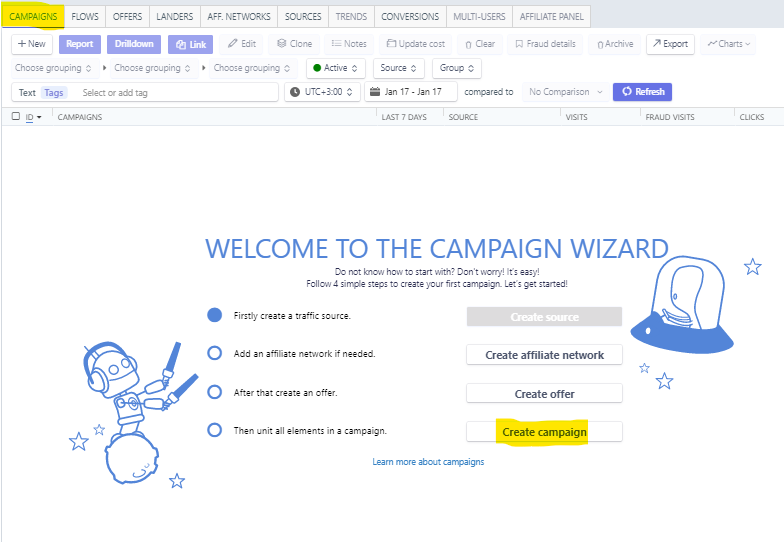 CAMPAIGNS FLOWS OFFERS LANDERS AFF. NETWORKS SOURCES TRENDS CONVERSIONS MULTI-USERS AFFILIATE PANEL
+ New Report Drilldown Link Edit Clone Notes Update cost Clear Fraud details Archive Export Charts
Choose grouping Choose grouping Choose grouping Active Source Group
Text Tags Select or add tag UTC+3:00 Jan 17 - Jan 17 compared to No Comparison Refresh
ID CAMPAIGNS LAST 7 DAYS SOURCE VISITS FRAUD VISITS CLICKS
WELCOME TO THE CAMPAIGN WIZARD
Do not know how to start with? Don't worry! It's easy!
Follow 4 simple steps to create your first campaign. Let's get started!
Firstly create a traffic source. Create source
Add an affiliate network if needed. Create affiliate network
After that create an offer. Create offer
Then unit all elements in a campaign. Create campaign
Learn more about campaigns